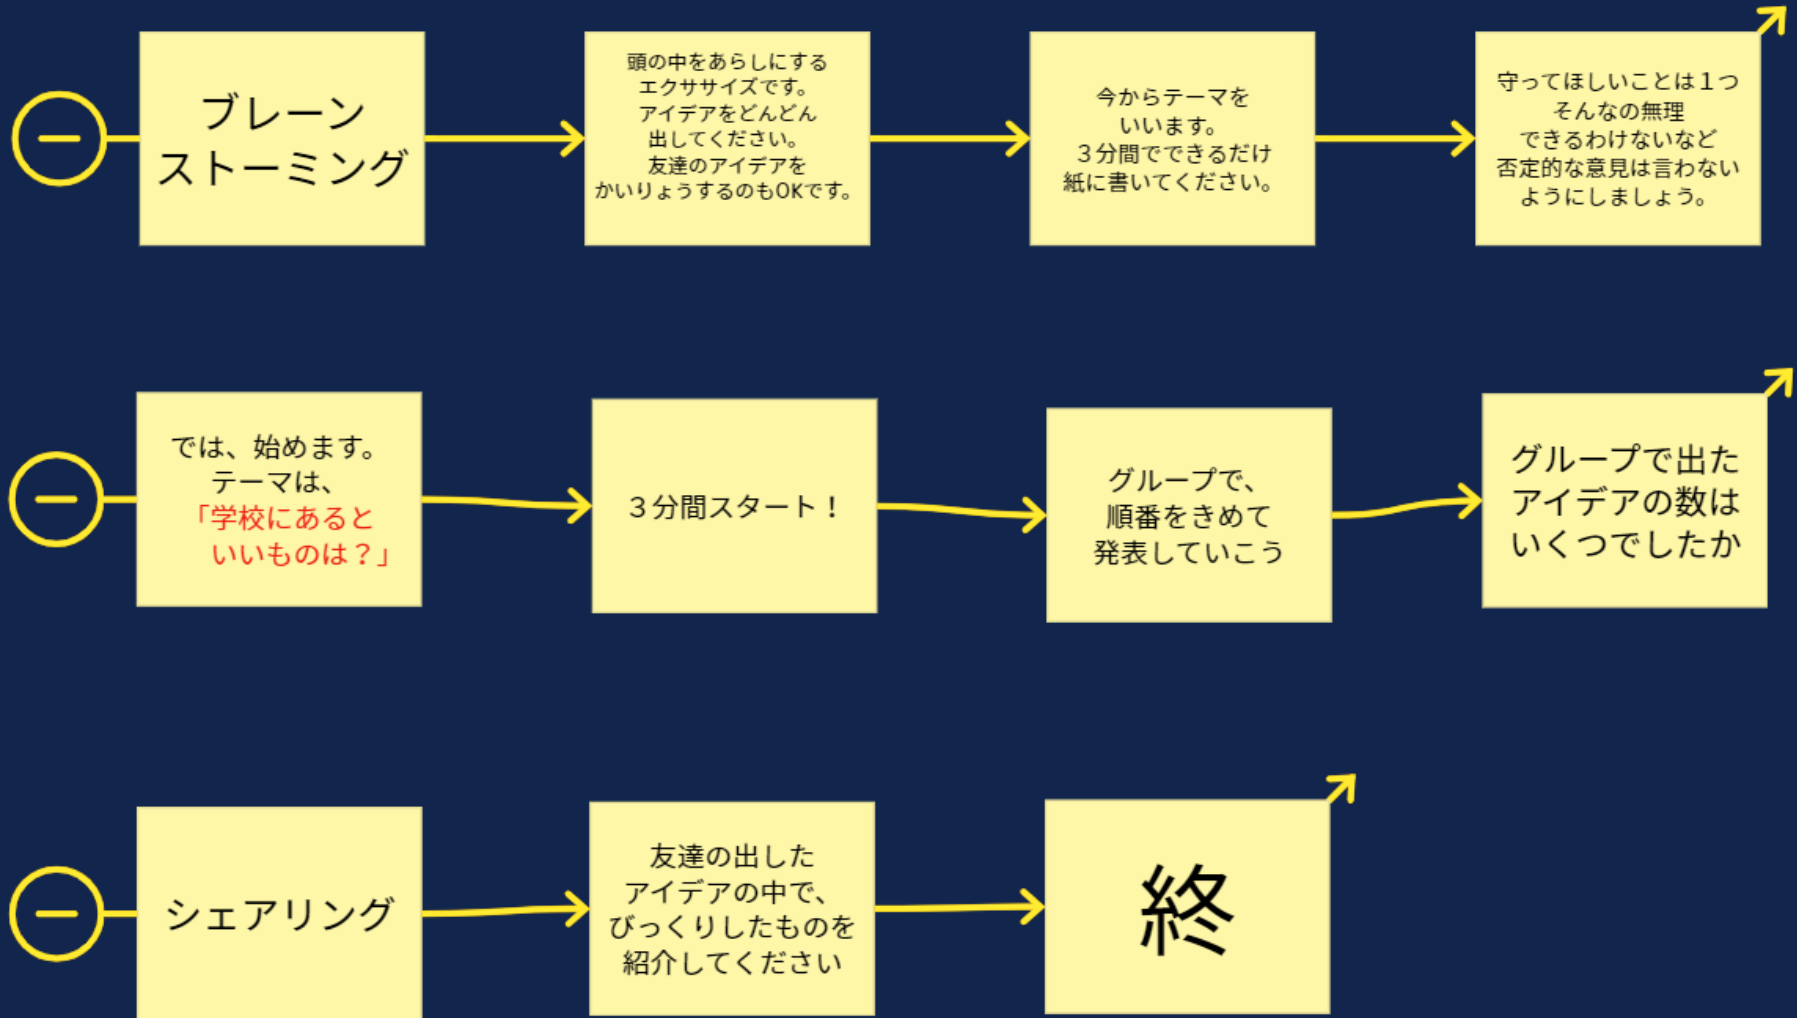 ブレーン
ストーミング
頭の中をあらしにする
エクササイズです。
アイデアをどんどん
出してください。
友達のアイデアを
かいりょうするのもOKです。
今からテーマを
いいます。
３分間でできるだけ
紙に書いてください。
守ってほしいことは１つ
そんなの無理
できるわけないなど
否定的な意見は言わない
ようにしましょう。
では、始めます。
テーマは、
「学校にあると
いいものは？」
３分間スタート！
グループで、
順番をきめて
発表していこう
グループで出た
アイデアの数は
いくつでしたか
シェアリング
友達の出した
アイデアの中で、
びっくりしたものを
紹介してください
終